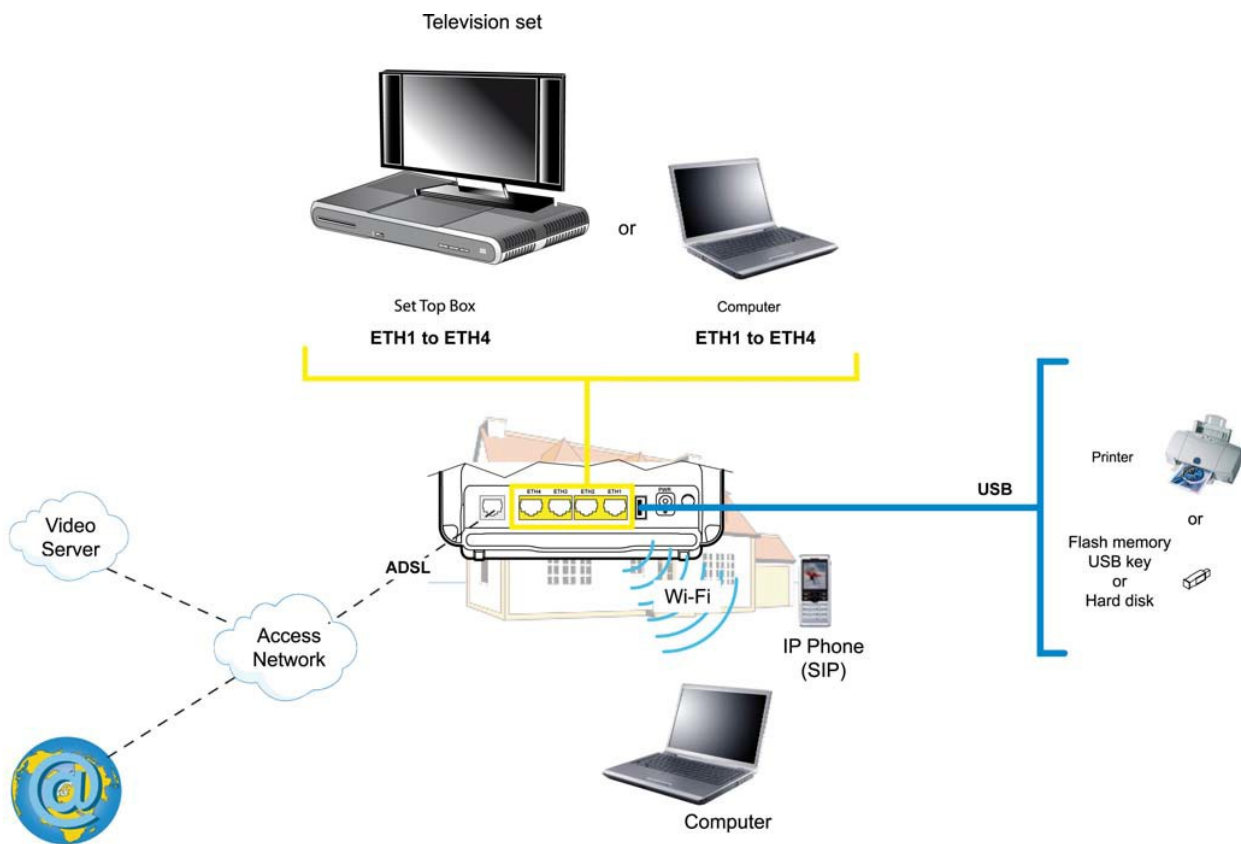 Television set
or
Set Top Box
Computer
ETH1 to ETH4
ETH1 to ETH4
ETH4 ETH3 ETH2 ETH1
PWR
USB
Printer
or
Flash memory
USB key
or
Hard disk
Video
Server
ADSL
Wi-Fi
Access
Network
IP Phone
(SIP)
@
Computer